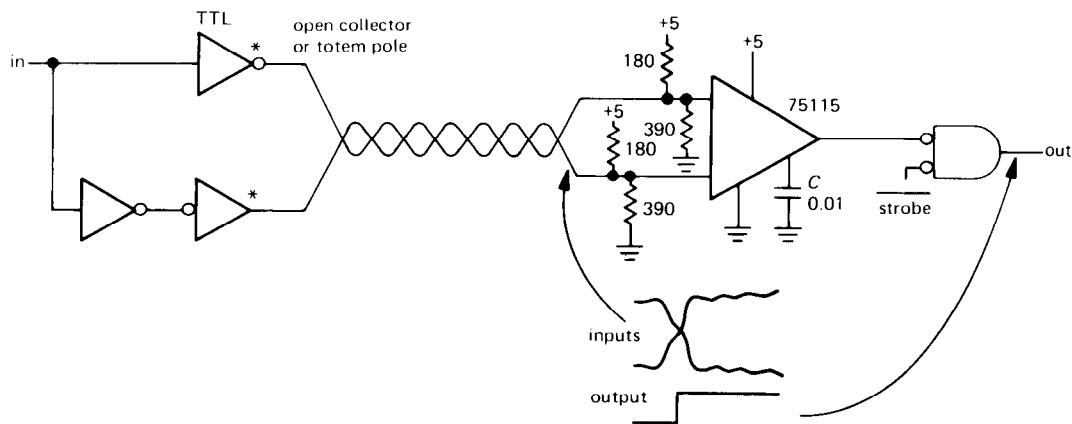 TTL
*
open collector
or totem pole
in
*
+5
180
+5
180
390
390
+5
75115
C
0.01
strobe
out
inputs
output